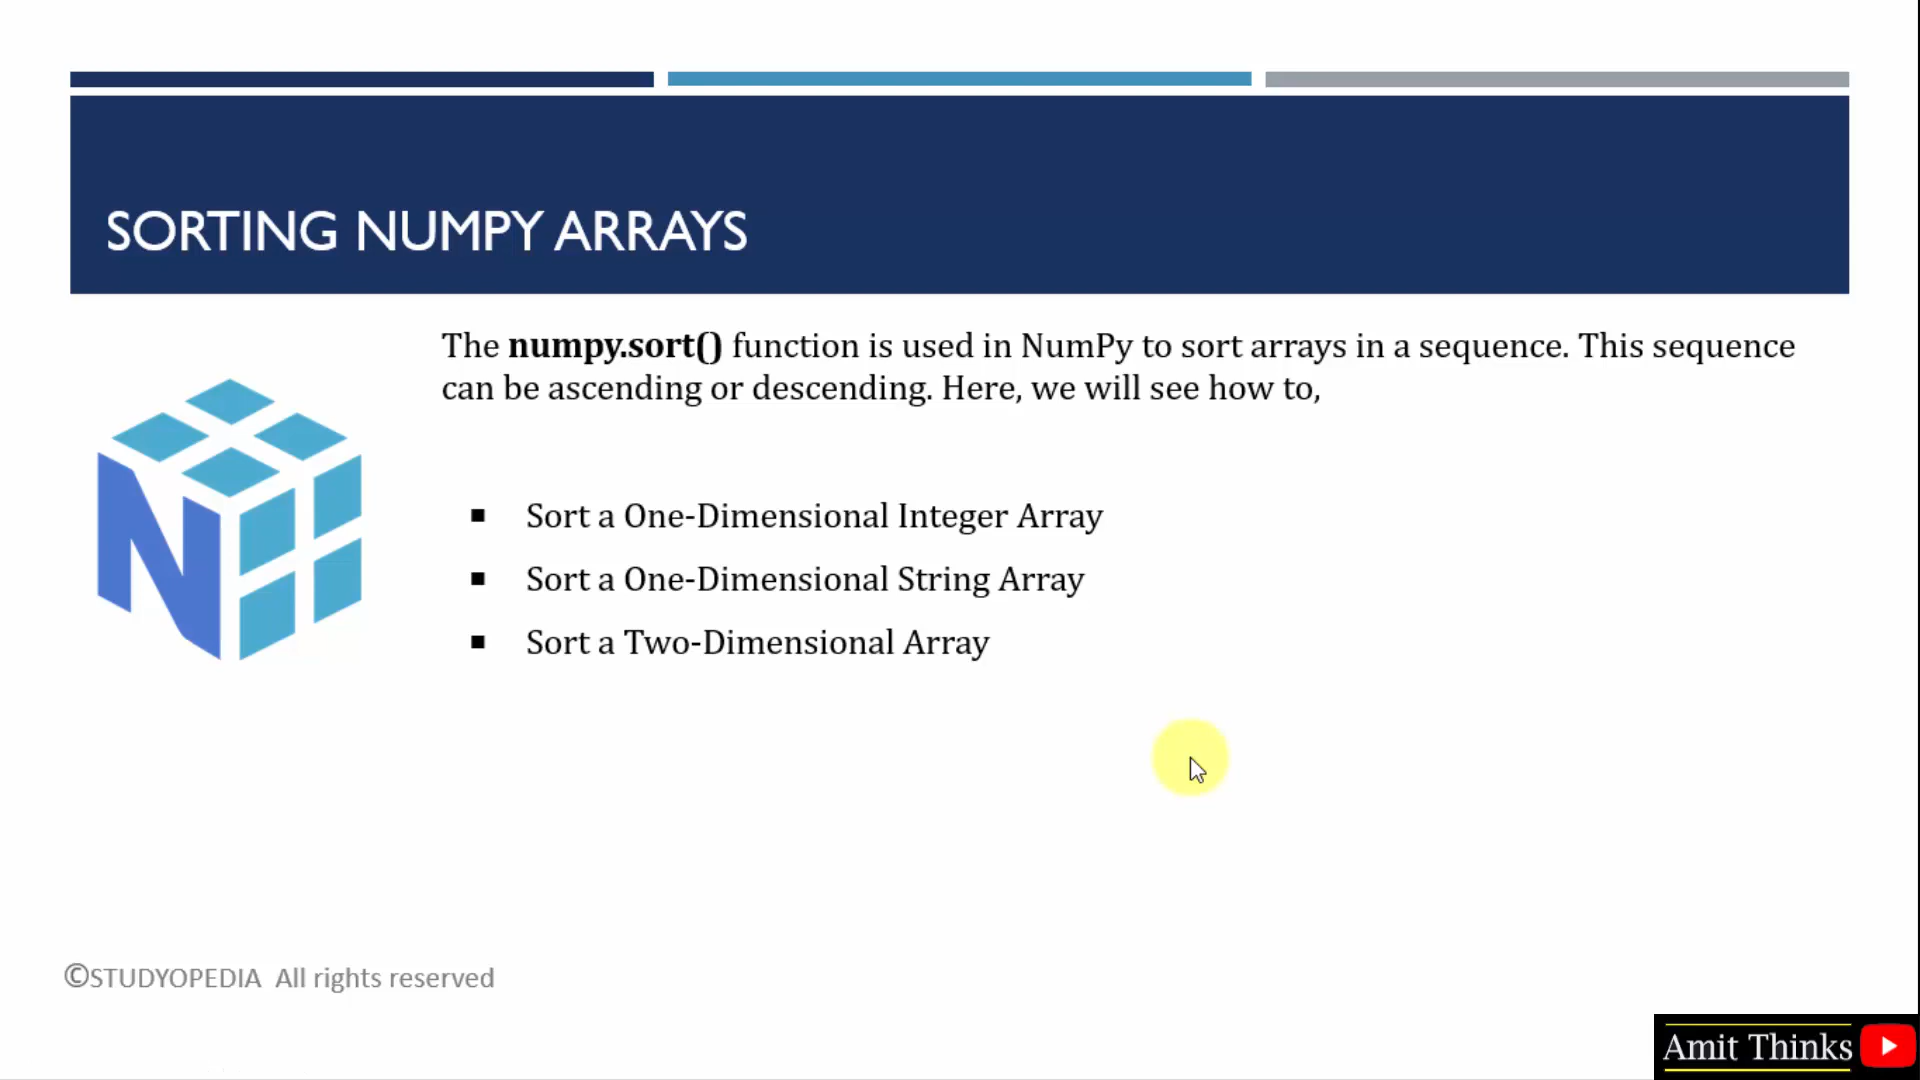 SORTING NUMPY ARRAYS
The numpy.sort() function is used in NumPy to sort arrays in a sequence. This sequence
can be ascending or descending. Here, we will see how to,
▪ Sort a One-Dimensional Integer Array
▪ Sort a One-Dimensional String Array
▪ Sort a Two-Dimensional Array
©STUDYOPEDIA All rights reserved
Amit Thinks